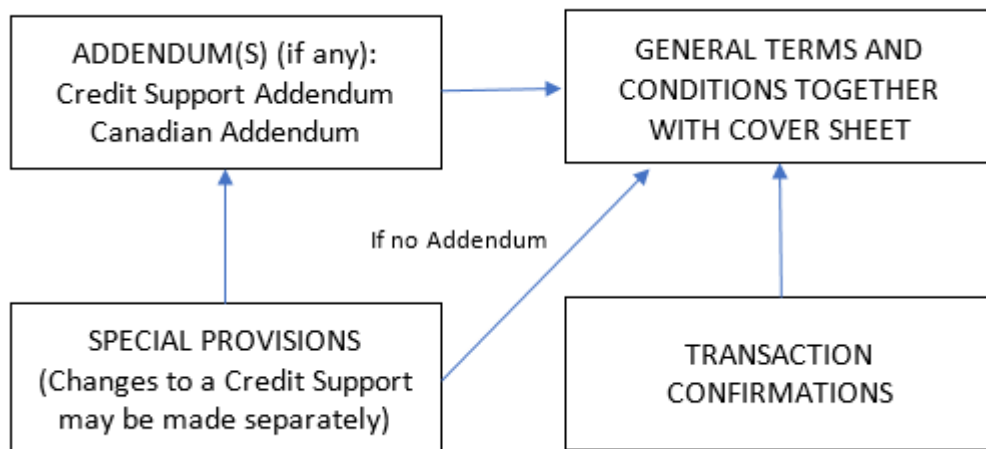 ADDENDUM(S) (if any):
Credit Support Addendum
Canadian Addendum
GENERAL TERMS AND
CONDITIONS TOGETHER
WITH COVER SHEET
If no Addendum
SPECIAL PROVISIONS
(Changes to a Credit Support
may be made separately)
TRANSACTION
CONFIRMATIONS